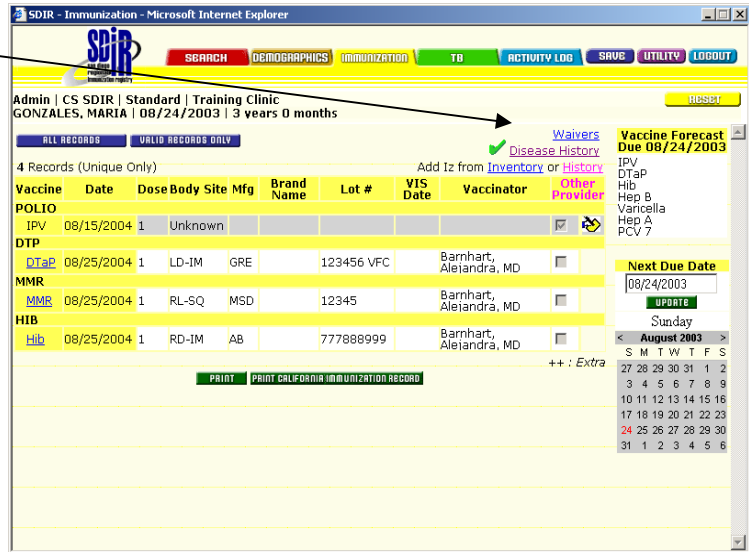 SDIR - Immunization - Microsoft Internet Explorer
SDIR
san diego
regional
immunization registry
SEARCH DEMOGRAPHICS IMMUNIZATION TB ACTIVITY LOG SAVE UTILITY LOGOUT
Admin | CS SDIR | Standard | Training Clinic
GONZALES, MARIA | 08/24/2003 | 3 years 0 months
RESET
ALL RECORDS VALID RECORDS ONLY
Waivers
Disease History
4 Records (Unique Only) Add Iz from Inventory or History
Vaccine Date Dose Body Site Mfg Brand Name Lot # VIS Date Vaccinator Other Provider
POLIO
IPV 08/15/2004 1 Unknown
DTP
DTaP 08/25/2004 1 LD-IM GRE 123456 VFC Barnhart, Alejandra, MD
MMR
MMR 08/25/2004 1 RL-SQ MSD 12345 Barnhart, Alejandra, MD
HIB
Hib 08/25/2004 1 RD-IM AB 777888999 Barnhart, Alejandra, MD
++ : Extra
PRINT PRINT CALIFORNIA IMMUNIZATION RECORD
Vaccine Forecast
Due 08/24/2003
IPV
DTaP
Hib
Hep B
Varicella
Hep A
PCV 7
Next Due Date
08/24/2003
UPDATE
Sunday
< August 2003 >
S M T W T F S
27 28 29 30 31 1 2
3 4 5 6 7 8 9
10 11 12 13 14 15 16
17 18 19 20 21 22 23
24 25 26 27 28 29 30
31 1 2 3 4 5 6